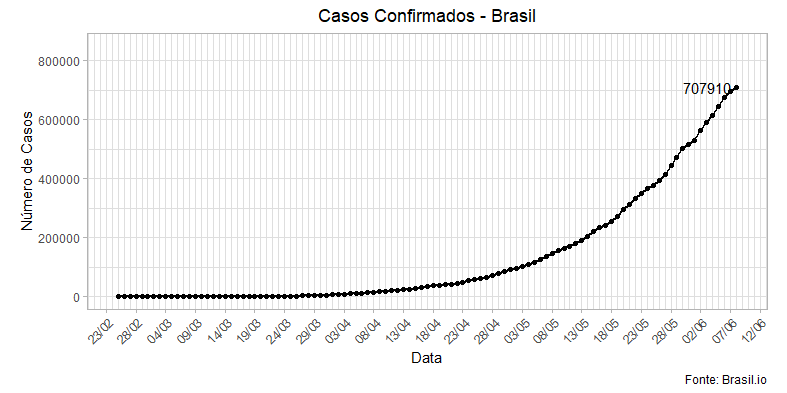 Casos Confirmados - Brasil
Número de Casos
800000
600000
400000
200000
0
707910
23/02 28/02 04/03 09/03 14/03 19/03 24/03 29/03 03/04 08/04 13/04 18/04 23/04 28/04 03/05 08/05 13/05 18/05 23/05 28/05 02/06 07/06 12/06
Data
Fonte: Brasil.io